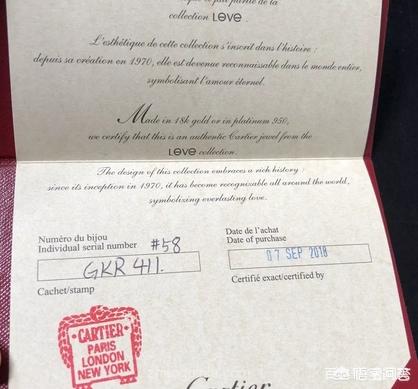 collection LOVE
L'esthétique de cette collection s'inscrit dans l'histoire :
depuis sa création en 1970, elle est devenue reconnaissable dans le monde entier,
symbolisant l'amour éternel.
Made in 18k gold or in platinum 950,
we certify that this is an authentic Cartier jewel from the
LOVE collection.
The design of this collection embraces a rich history :
since its inception in 1970, it has become recognizable all around the world,
symbolizing everlasting love.
Numéro du bijou
Individual serial number #58
GKR 411.
Cachet/stamp
Date de l'achat
Date of purchase
07 SEP 2018
Certifié exact/certified by
CARTIER
PARIS
LONDON
NEW YORK
Cartier
悟空问答